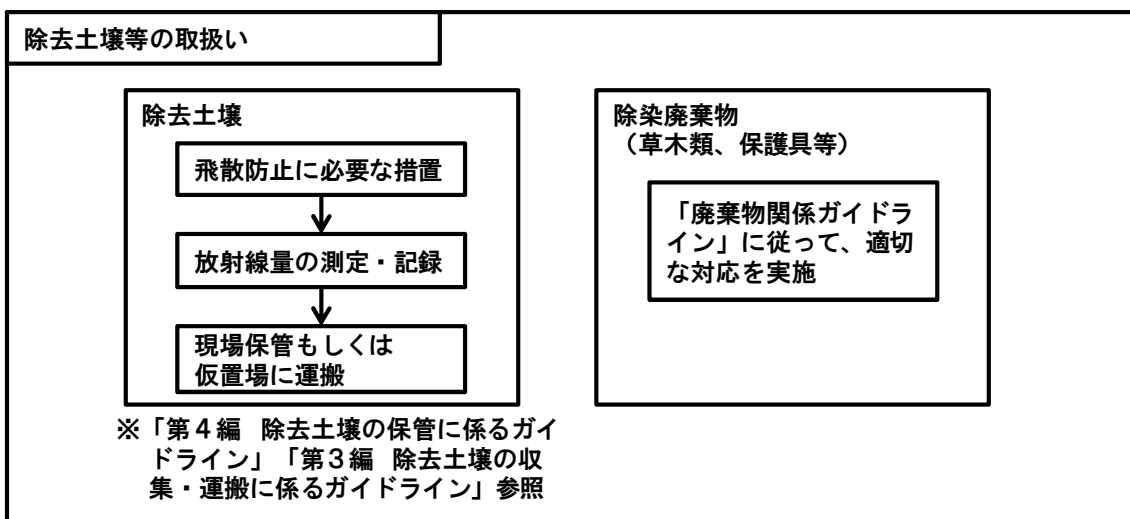 除去土壌等の取扱い
除去土壌
飛散防止に必要な措置
放射線量の測定・記録
現場保管もしくは
仮置場に運搬
※「第4編 除去土壌の保管に係るガイ
ドライン」「第3編 除去土壌の収
集・運搬に係るガイドライン」参照
除染廃棄物
（草木類、保護具等）
「廃棄物関係ガイドラ
イン」に従って、適切
な対応を実施